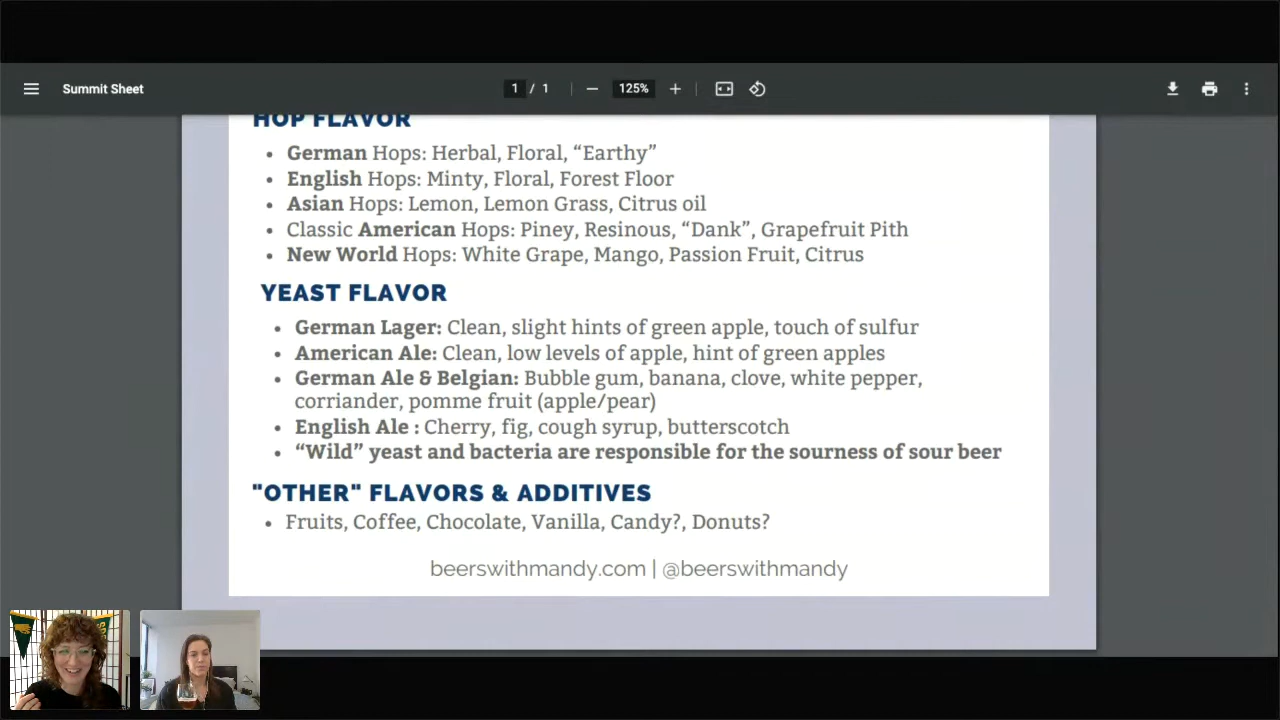 Summit Sheet
1 / 1
125%
HOP FLAVOR
• German Hops: Herbal, Floral, “Earthy”
• English Hops: Minty, Floral, Forest Floor
• Asian Hops: Lemon, Lemon Grass, Citrus oil
• Classic American Hops: Piney, Resinous, “Dank”, Grapefruit Pith
• New World Hops: White Grape, Mango, Passion Fruit, Citrus
YEAST FLAVOR
• German Lager: Clean, slight hints of green apple, touch of sulfur
• American Ale: Clean, low levels of apple, hint of green apples
• German Ale & Belgian: Bubble gum, banana, clove, white pepper,
corriander, pomme fruit (apple/pear)
• English Ale : Cherry, fig, cough syrup, butterscotch
• “Wild” yeast and bacteria are responsible for the sourness of sour beer
"OTHER" FLAVORS & ADDITIVES
• Fruits, Coffee, Chocolate, Vanilla, Candy?, Donuts?
beerswithmandy.com | @beerswithmandy